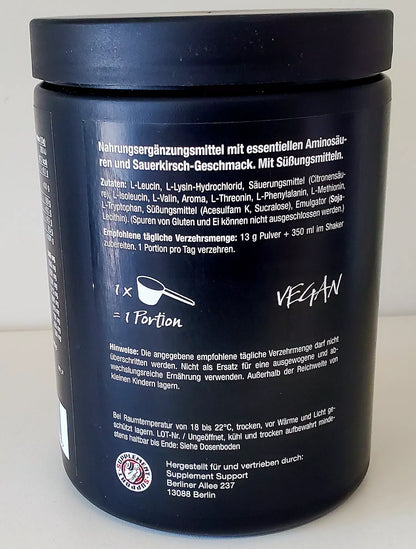 Nahrungsergänzungsmittel mit essentiellen Aminosäu-
ren und Sauerkirsch-Geschmack. Mit Süßungsmitteln.
Zutaten: L-Leucin, L-Lysin-Hydrochlorid, Säuerungsmittel (Citronensäu-
re), L-Isoleucin, L-Valin, Aroma, L-Threonin, L-Phenylalanin, L-Methionin,
L-Tryptophan, Süßungsmittel (Acesulfam K, Sucralose), Emulgator (Soja-
Lecithin). (Spuren von Gluten und Ei können nicht ausgeschlossen werden.)
Empfohlene tägliche Verzehrsmenge: 13 g Pulver + 350 ml im Shaker
zubereiten. 1 Portion pro Tag verzehren.
1 x
= 1 Portion
VEGAN
Hinweise: Die angegebene empfohlene tägliche Verzehrmenge darf nicht
überschritten werden. Nicht als Ersatz für eine ausgewogene und ab-
wechslungsreiche Ernährung verwenden. Außerhalb der Reichweite von
kleinen Kindern lagern.
Bei Raumtemperatur von 18 bis 22°C, trocken, vor Wärme und Licht ge-
schützt lagern. LOT-Nr. / Ungeöffnet, kühl und trocken aufbewahrt minde-
stens haltbar bis Ende: Siehe Dosenboden
SUPPLEMENT
SUPPORT
Hergestellt für und vertrieben durch:
Supplement Support
Berliner Allee 237
13088 Berlin